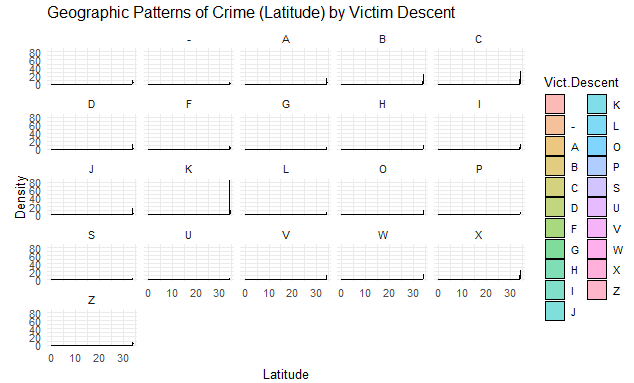 Geographic Patterns of Crime (Latitude) by Victim Descent
- A B C
80
60
40
20
0
D F G H I
80
60
40
20
0
J K L O P
80
60
40
20
0
S U V W X
80
60
40
20
0
0 10 20 30 0 10 20 30 0 10 20 30 0 10 20 30
Z
80
60
40
20
0
0 10 20 30
Density
Latitude
Vict.Descent
-
A
B
C
D
F
G
H
I
J
K
L
O
P
S
U
V
W
X
Z